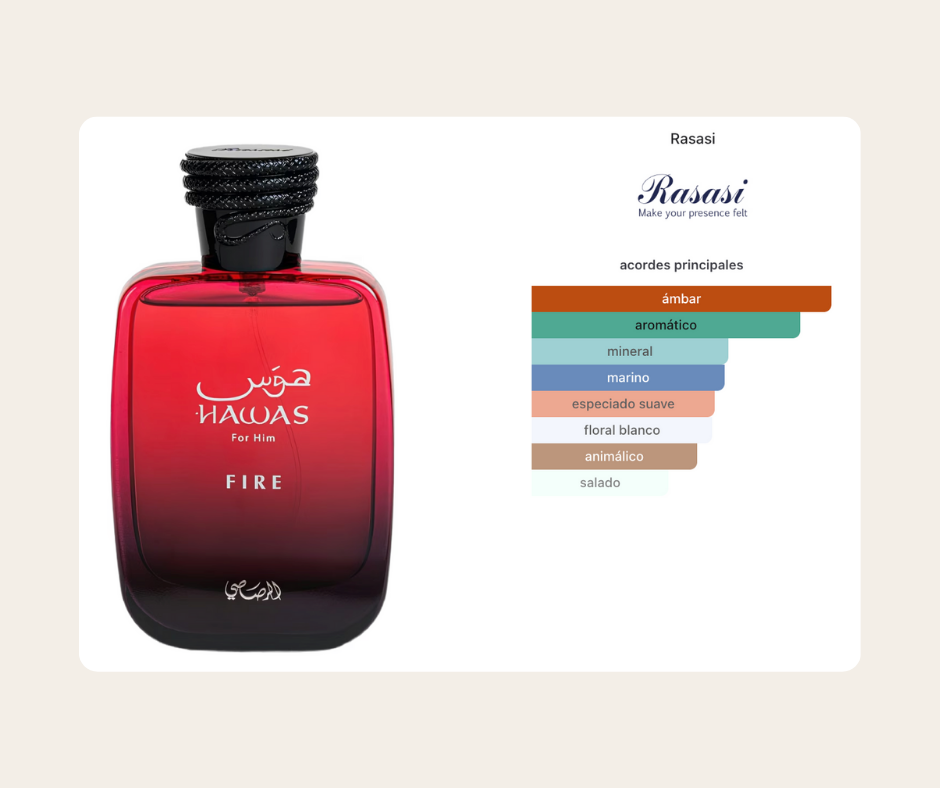 Rasasi
هوَس
HAWAS
For Him
FIRE
الرصاصي
Rasasi
Rasasi
Make your presence felt
acordes principales
ámbar
aromático
mineral
marino
especiado suave
floral blanco
animálico
salado